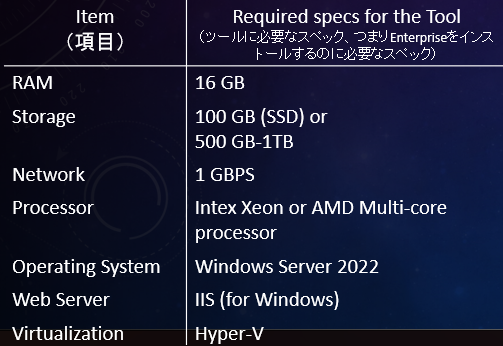 Item
（項目）
Required specs for the Tool
（ツールに必要なスペック、つまりEnterpriseをインス
トールするのに必要なスペック）
RAM
16 GB
Storage
100 GB (SSD) or
500 GB-1TB
Network
1 GBPS
Processor
Intex Xeon or AMD Multi-core
processor
Operating System
Windows Server 2022
Web Server
IIS (for Windows)
Virtualization
Hyper-V